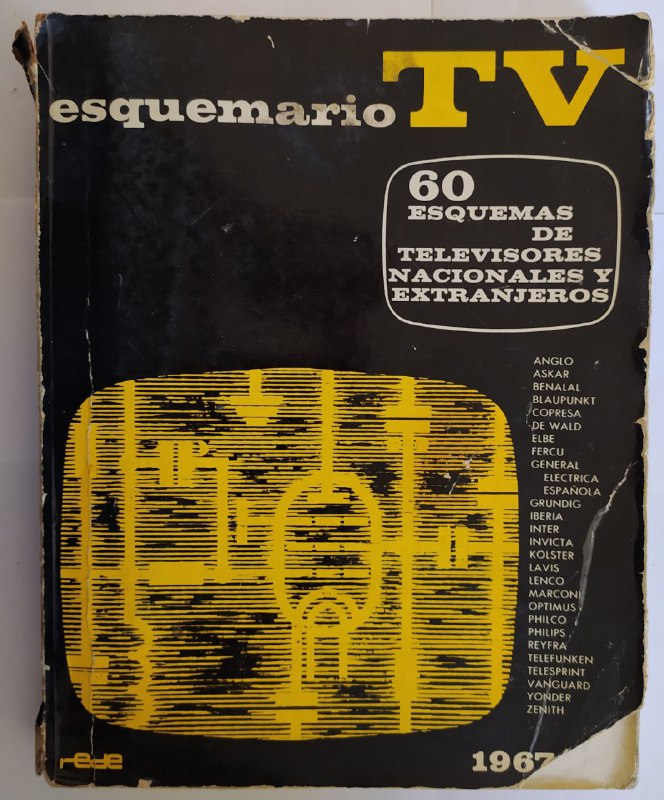 esquemario TV
60
ESQUEMAS
DE
TELEVISORES
NACIONALES Y
EXTRANJEROS
ANGLO
ASKAR
BENALAL
BLAUPUNKT
COPRESA
DE WALD
ELBE
FERCU
GENERAL
ELECTRICA
ESPAÑOLA
GRUNDIG
IBERIA
INTER
INVICTA
KOLSTER
LAVIS
LENCO
MARCONI
OPTIMUS
PHILCO
PHILIPS
REYFRA
TELEFUNKEN
TELESPRINT
VANGUARD
YONDER
ZENITH
rede
1967